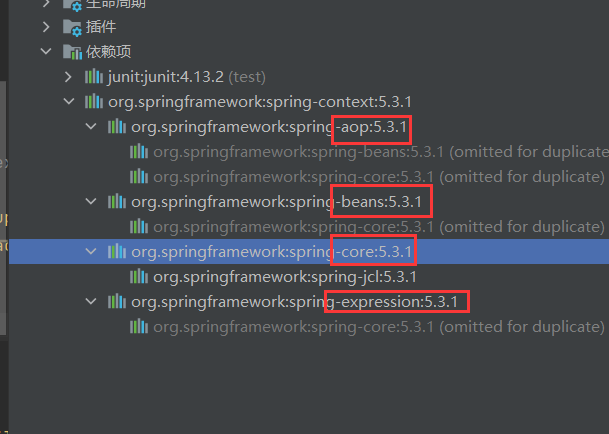 生命周期
插件
依赖项
junit:junit:4.13.2 (test)
org.springframework:spring-context:5.3.1
org.springframework:spring-aop:5.3.1
org.springframework:spring-beans:5.3.1 (omitted for duplicate)
org.springframework:spring-core:5.3.1 (omitted for duplicate)
org.springframework:spring-beans:5.3.1
org.springframework:spring-core:5.3.1 (omitted for duplicate)
org.springframework:spring-core:5.3.1
org.springframework:spring-jcl:5.3.1
org.springframework:spring-expression:5.3.1
org.springframework:spring-core:5.3.1 (omitted for duplicate)